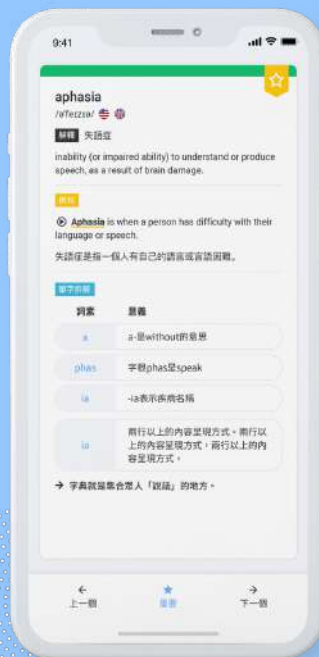 9:41
aphasia
/əˈfeɪzɪə/
解釋 失語症
inability (or impaired ability) to understand or produce
speech, as a result of brain damage.
例句
Aphasia is when a person has difficulty with their
language or speech.
失語症是指一個人有自己的語言或言語困難。
單字拆解
詞素 意義
a a-是without的意思
phas 字根phas是speak
ia -ia表示疾病名稱
ia 兩行以上的內容呈現方式。兩行以
上的內容呈現方式,兩行以上的內
容呈現方式。
→ 字典就是集合眾人「說話」的地方。
← → 
上一個 重要 下一個